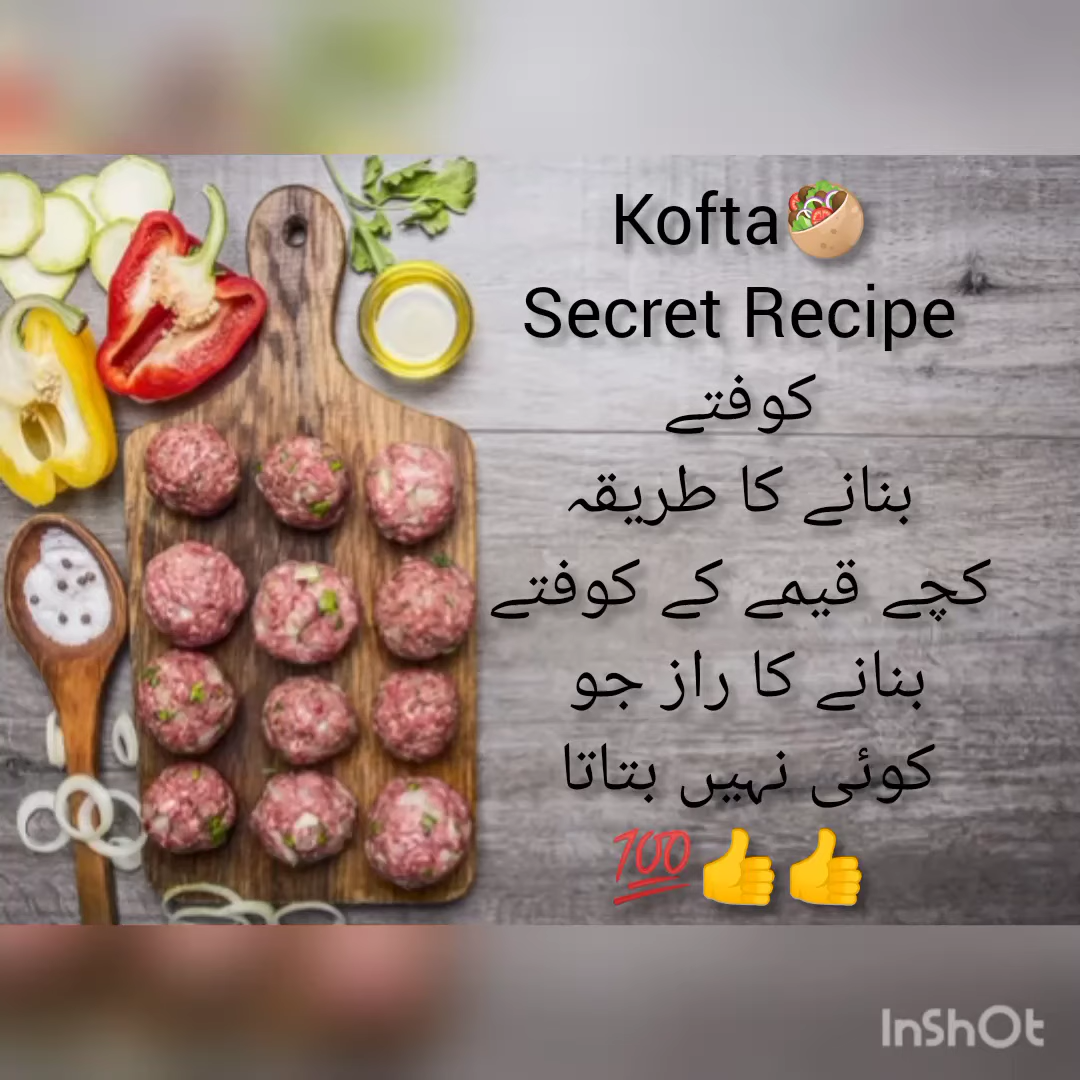 Kofta🥙
Secret Recipe
کوفتے
بنانے کا طریقہ
کچے قیمے کے کوفتے
بنانے کا راز جو
کوئی نہیں بتاتا
💯👍👍
InShOt